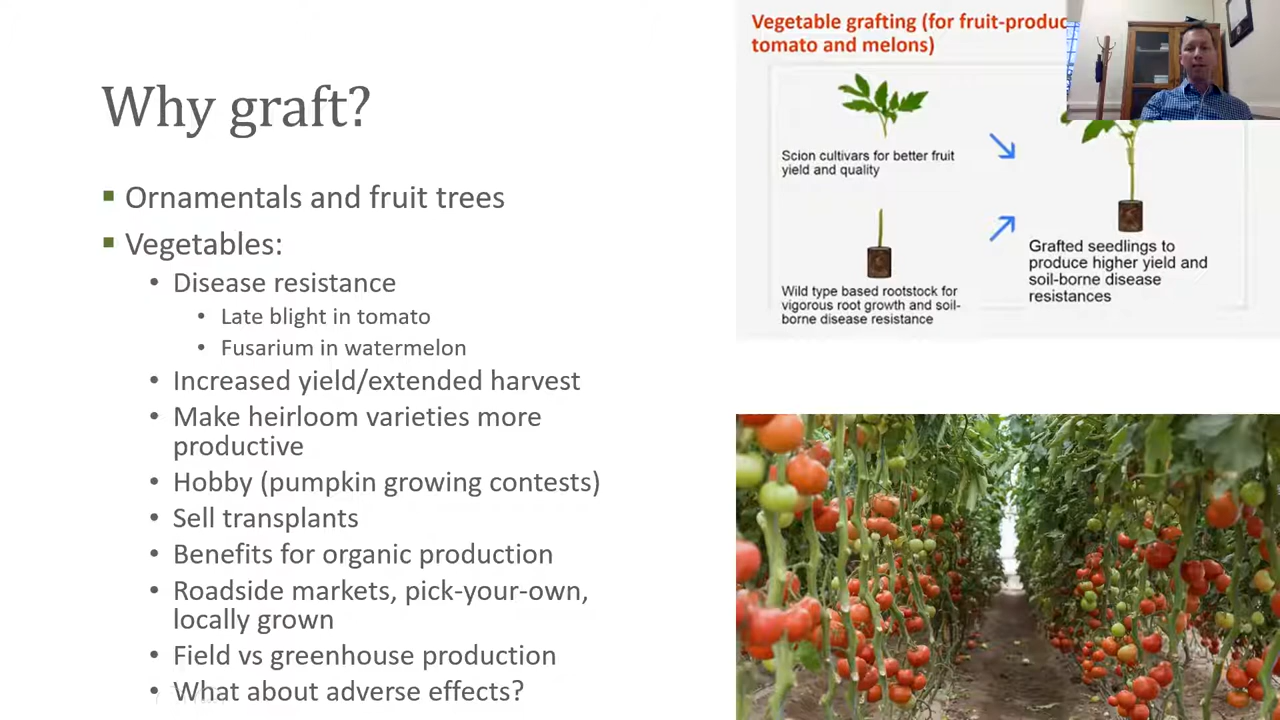 Why graft?
Ornamentals and fruit trees
Vegetables:
Disease resistance
Late blight in tomato
Fusarium in watermelon
Increased yield/extended harvest
Make heirloom varieties more
productive
Hobby (pumpkin growing contests)
Sell transplants
Benefits for organic production
Roadside markets, pick-your-own,
locally grown
Field vs greenhouse production
What about adverse effects?
Vegetable grafting (for
tomato and melons)
Scion cultivars for better fruit
yield and quality
Wild type based rootstock for
vigorous root growth and soil-
borne disease resistance
Grafted seedlings to
produce higher yield and
soil-borne disease
resistances